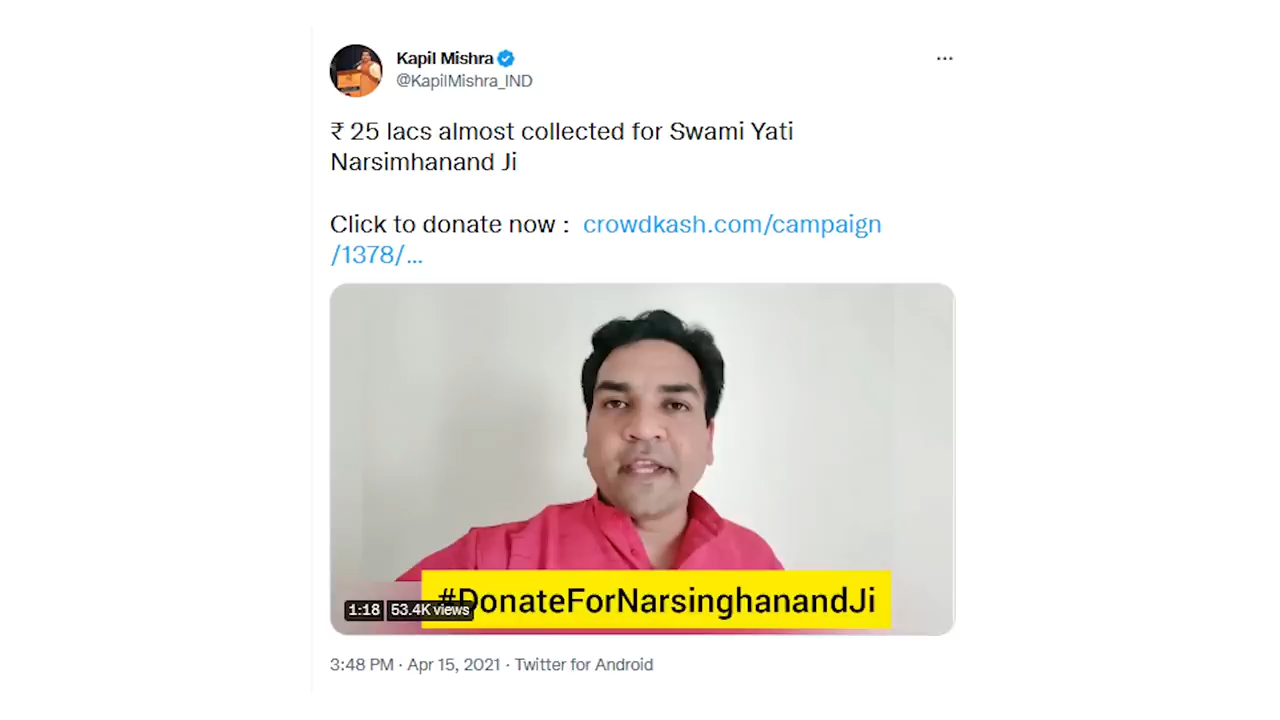 Kapil Mishra
@KapilMishra_IND
₹ 25 lacs almost collected for Swami Yati
Narsimhanand Ji
Click to donate now : crowdkash.com/campaign
/1378/...
#DonateForNarsinghanandJi
1:18 53.4K views
3:48 PM · Apr 15, 2021 · Twitter for Android